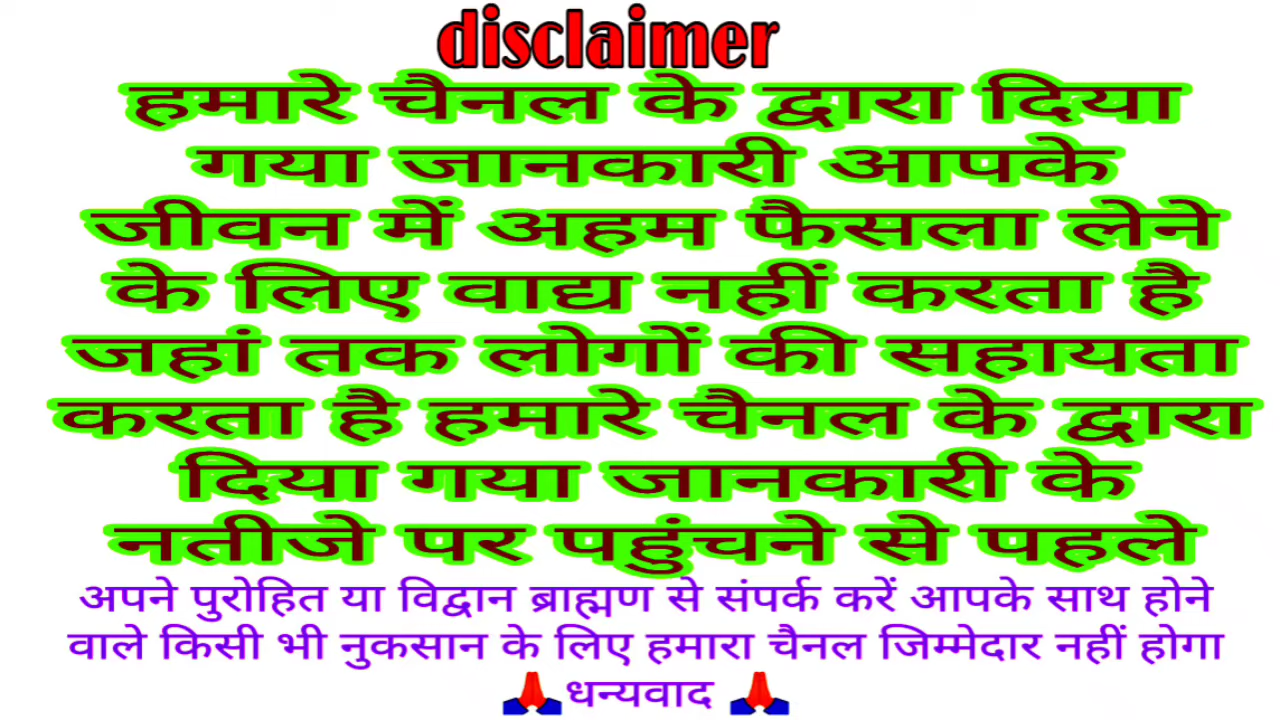 disclaimer
हमारे चैनल के द्वारा दिया
गया जानकारी आपके
जीवन में अहम फैसला लेने
के लिए वाद्य नहीं करता है
जहां तक लोगों की सहायता
करता है हमारे चैनल के द्वारा
दिया गया जानकारी के
नतीजे पर पहुंचने से पहले
अपने पुरोहित या विद्वान ब्राह्मण से संपर्क करें आपके साथ होने
वाले किसी भी नुकसान के लिए हमारा चैनल जिम्मेदार नहीं होगा
🙏धन्यवाद 🙏